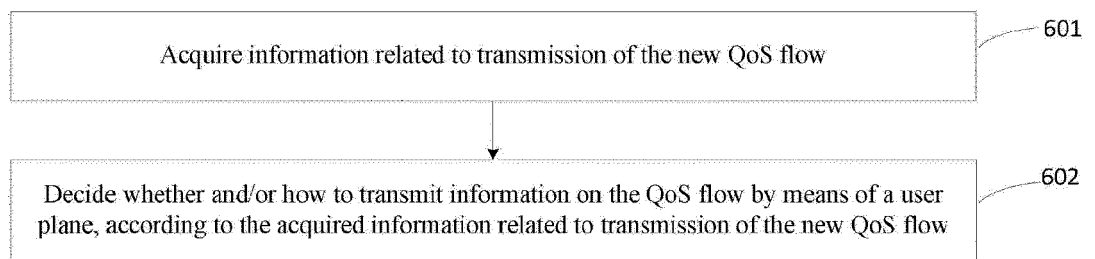 Acquire information related to transmission of the new QoS flow
601
Decide whether and/or how to transmit information on the QoS flow by means of a user
plane, according to the acquired information related to transmission of the new QoS flow
602